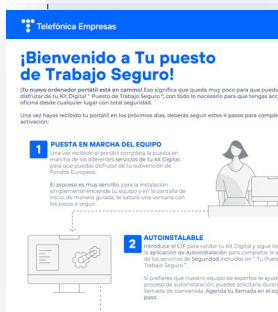 Telefónica Empresas
¡Bienvenido a Tu puesto
de Trabajo Seguro!
¡Tu nuevo ordenador portátil está en camino! Eso significa que queda muy poco para que pueda
disfrutar de tu Kit Digital "Puesto de Trabajo Seguro", con todo lo necesario para que tengas acc
oficina desde cualquier lugar con total seguridad.
Una vez hayas recibido tu portátil en los próximos días, deberás seguir estos 4 pasos para comple
activación:
1
PUESTA EN MARCHA DEL EQUIPO
Una vez recibido el portátil completa la puesta en
marcha de los diferentes servicios de tu Kit Digital,
para que puedas disfrutar de tu subvención de
Fondos Europeos.
El proceso es muy sencillo, para la instalación
simplemente enciende tu equipo y en la pantalla de
inicio, de manera guiada, te saltará una ventana con
los pasos a seguir.
2
AUTOINSTALABLE
Introduce el CIF para validar tu Kit Digital y sigue los
la aplicación de Autoinstalación para completar la a
de los servicios de Seguridad incluidos en "Tu Pues
Trabajo Seguro".
Si prefieres que nuestro equipo de expertos te ayude
proceso de autoinstalación, puedes solicitarlo duran
llamada de bienvenida. Agenda tu llamada en el sig
paso.